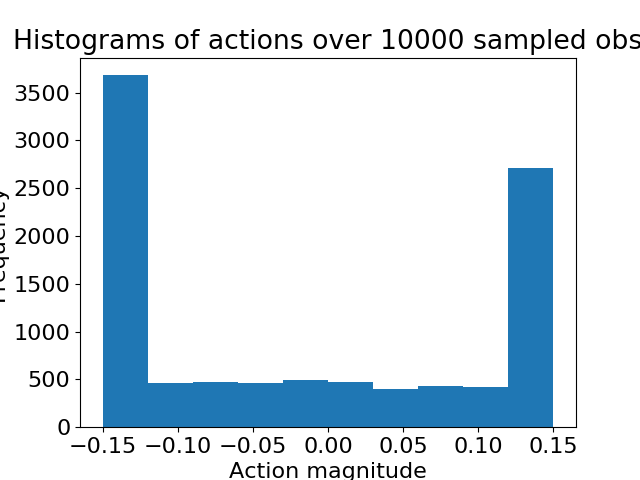 Histograms of actions over 10000 sampled obs
3500
3000
2500
2000
1500
1000
500
0
Frequency
−0.15 −0.10 −0.05 0.00 0.05 0.10 0.15
Action magnitude